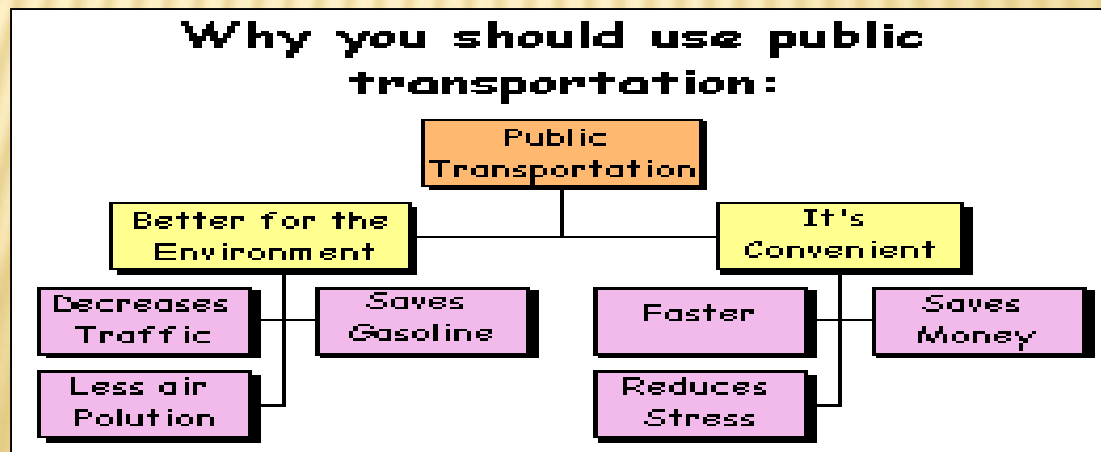 Why you should use public
transportation:
Public
Transportation
Better for the
Environment
It's
Convenient
Decreases
Traffic
Saves
Gasoline
Faster
Saves
Money
Less air
Polution
Reduces
Stress